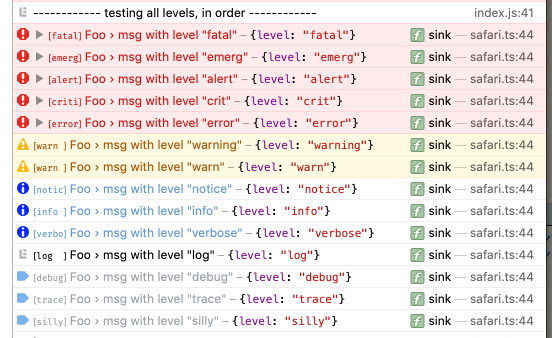 ------------ testing all levels, in order ------------ index.js:41
[fatal] Foo › msg with level "fatal" – {level: "fatal"} f sink — safari.ts:44
[emerg] Foo › msg with level "emerg" – {level: "emerg"} f sink — safari.ts:44
[alert] Foo › msg with level "alert" – {level: "alert"} f sink — safari.ts:44
[criti] Foo › msg with level "crit" – {level: "crit"} f sink — safari.ts:44
[error] Foo › msg with level "error" – {level: "error"} f sink — safari.ts:44
[warn ] Foo › msg with level "warning" – {level: "warning"} f sink — safari.ts:44
[warn ] Foo › msg with level "warn" – {level: "warn"} f sink — safari.ts:44
[notic] Foo › msg with level "notice" – {level: "notice"} f sink — safari.ts:44
[info ] Foo › msg with level "info" – {level: "info"} f sink — safari.ts:44
[verbo] Foo › msg with level "verbose" – {level: "verbose"} f sink — safari.ts:44
[log  ] Foo › msg with level "log" – {level: "log"} f sink — safari.ts:44
[debug] Foo › msg with level "debug" – {level: "debug"} f sink — safari.ts:44
[trace] Foo › msg with level "trace" – {level: "trace"} f sink — safari.ts:44
[silly] Foo › msg with level "silly" – {level: "silly"} f sink — safari.ts:44